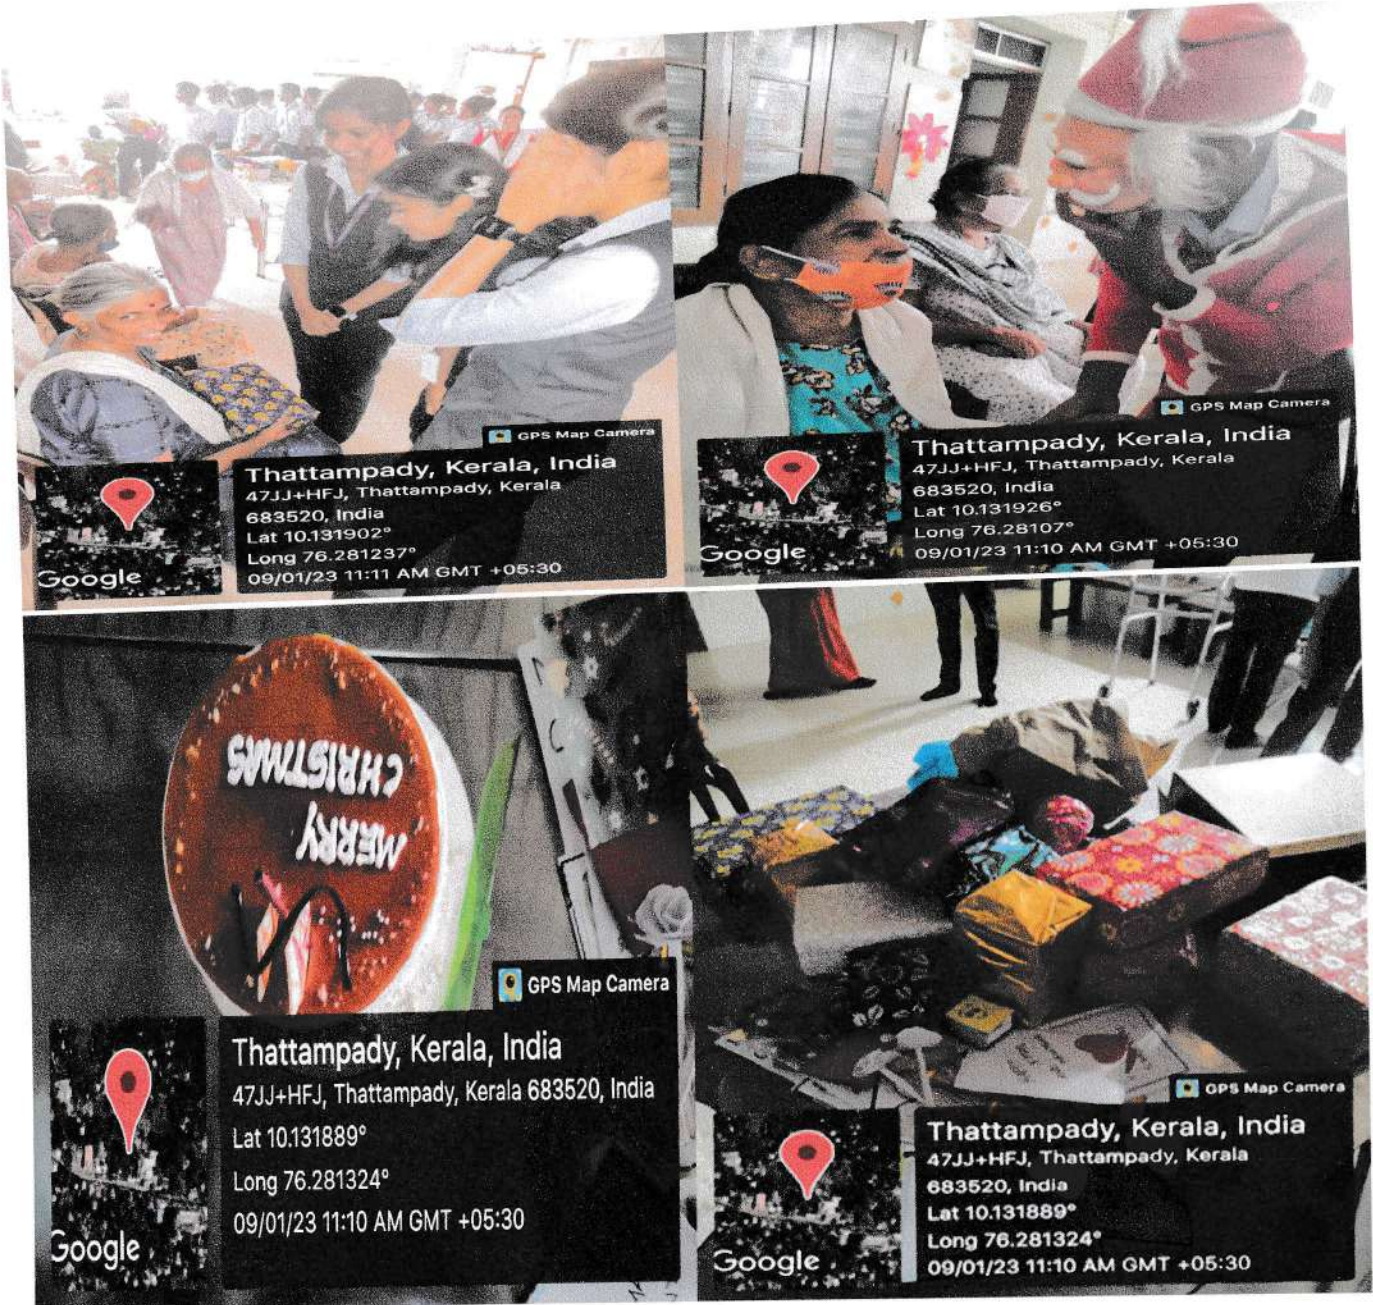 GPS Map Camera
Thattampady, Kerala, India
47JJ+HFJ, Thattampady, Kerala
683520, India
Lat 10.131902°
Long 76.281237°
09/01/23 11:11 AM GMT +05:30
Google
GPS Map Camera
Thattampady, Kerala, India
47JJ+HFJ, Thattampady, Kerala
683520, India
Lat 10.131926°
Long 76.28107°
09/01/23 11:10 AM GMT +05:30
Google
MERRY
CHRISTMAS
GPS Map Camera
Thattampady, Kerala, India
47JJ+HFJ, Thattampady, Kerala 683520, India
Lat 10.131889°
Long 76.281324°
09/01/23 11:10 AM GMT +05:30
Google
GPS Map Camera
Thattampady, Kerala, India
47JJ+HFJ, Thattampady, Kerala
683520, India
Lat 10.131889°
Long 76.281324°
09/01/23 11:10 AM GMT +05:30
Google